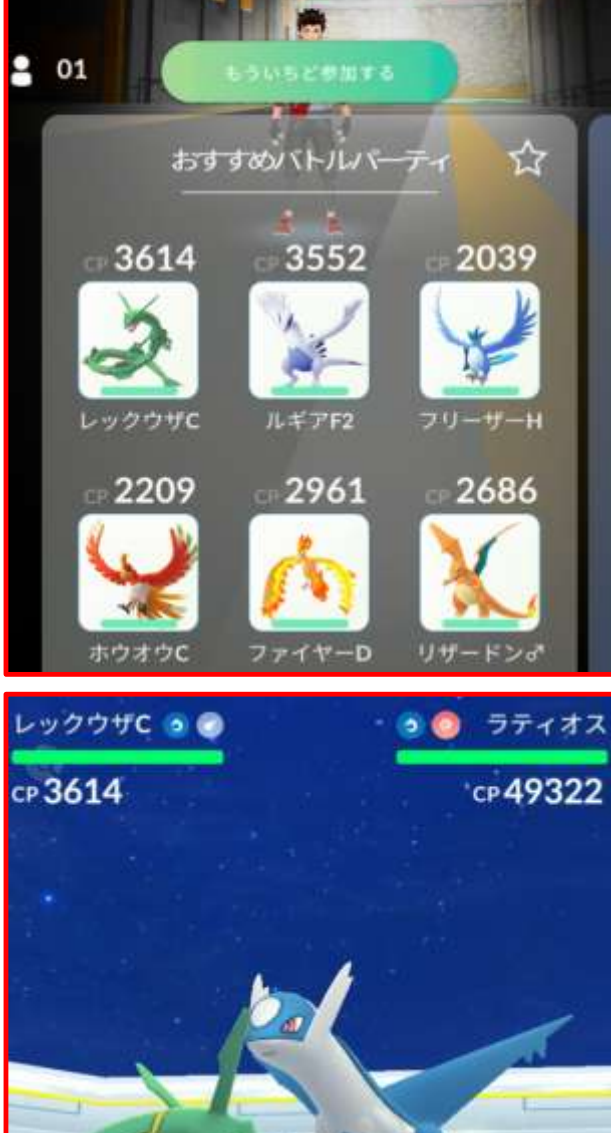 01
もういちど参加する
おすすめバトルパーティ
CP 3614 CP 3552 CP 2039
レックウザC ルギアF2 フリーザーH
CP 2209 CP 2961 CP 2686
ホウオウC ファイヤーD リザードン♂
レックウザC ラティオス
CP 3614 CP 49322